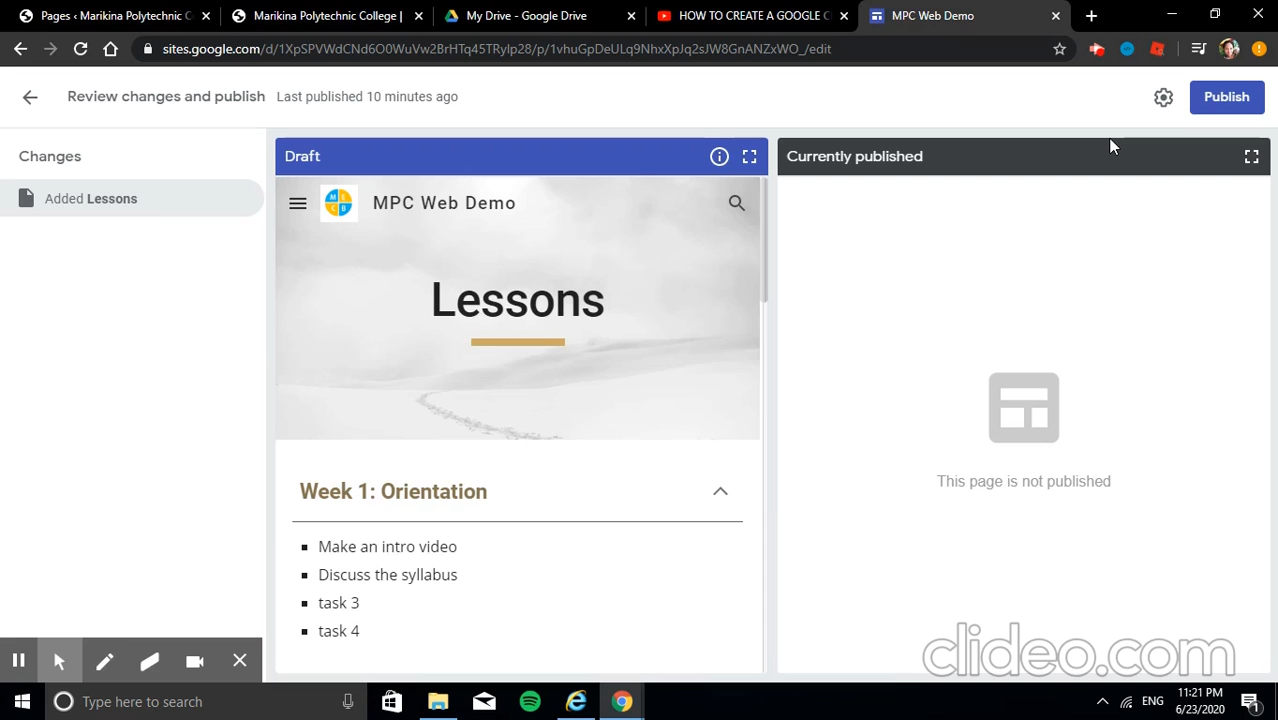 Pages ‹ Marikina Polytechnic C
Marikina Polytechnic College |
My Drive - Google Drive
HOW TO CREATE A GOOGLE C
MPC Web Demo
sites.google.com/d/1XpSPVWdCNd6O0WuVw2BrHTq45TRylp28/p/1vhuGpDeULq9NhxXpJq2sJW8GnANZxWO_/edit
Review changes and publish
Last published 10 minutes ago
Publish
Changes
Added Lessons
Draft
MPC Web Demo
Lessons
Week 1: Orientation
Make an intro video
Discuss the syllabus
task 3
task 4
Currently published
This page is not published
clideo.com
Type here to search
ENG
11:21 PM
6/23/2020
1